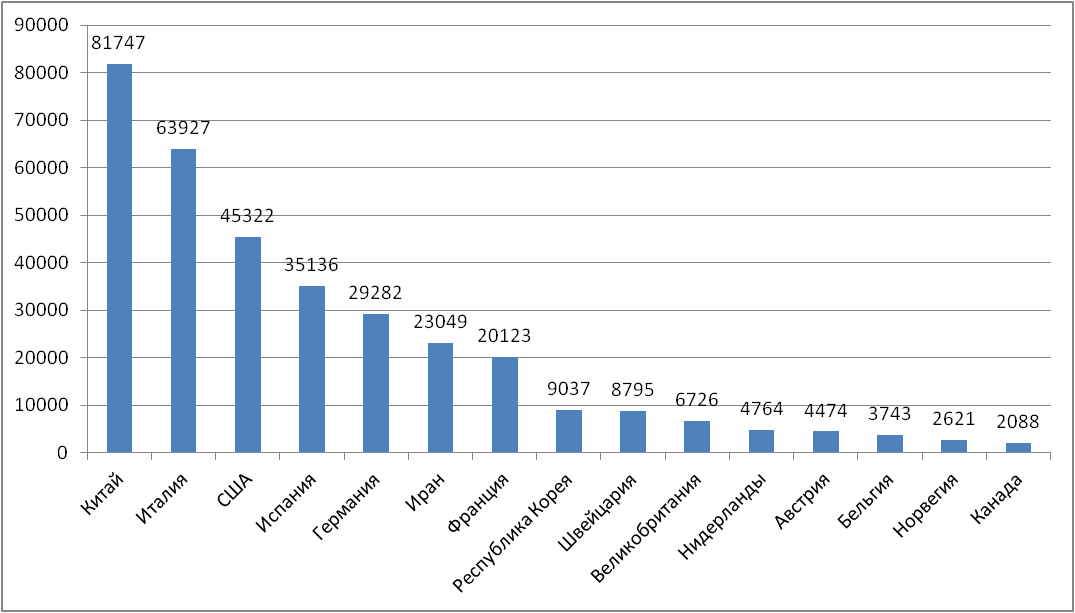 90000
80000
70000
60000
50000
40000
30000
20000
10000
0
81747
63927
45322
35136
29282
23049
20123
9037
8795
6726
4764
4474
3743
2621
2088
Китай
Италия
США
Испания
Германия
Иран
Франция
Республика Корея
Швейцария
Великобритания
Нидерланды
Австрия
Бельгия
Норвегия
Канада